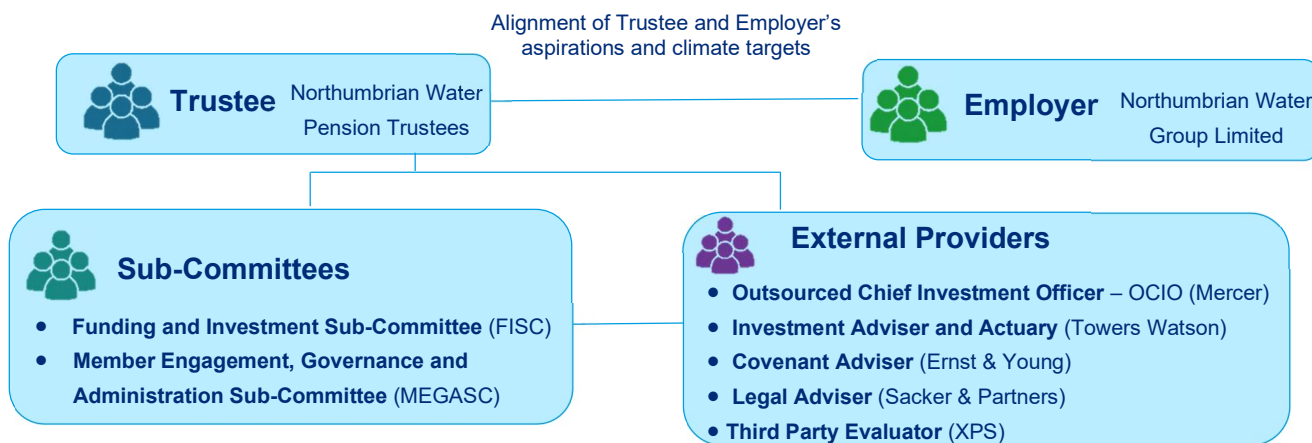 Alignment of Trustee and Employer’s
aspirations and climate targets
Trustee
Northumbrian Water
Pension Trustees
Employer
Northumbrian Water
Group Limited
Sub-Committees
● Funding and Investment Sub-Committee (FISC)
● Member Engagement, Governance and
Administration Sub-Committee (MEGASC)
External Providers
● Outsourced Chief Investment Officer – OCIO (Mercer)
● Investment Adviser and Actuary (Towers Watson)
● Covenant Adviser (Ernst & Young)
● Legal Adviser (Sacker & Partners)
● Third Party Evaluator (XPS)